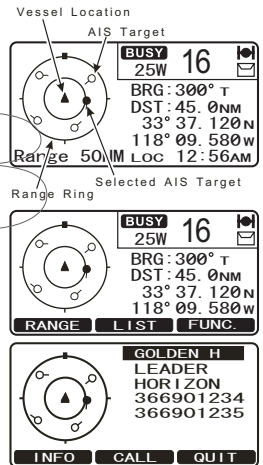 Vessel Location
AIS Target
BUSY 16
25W
BRG:300° T
DST:45.0NM
33° 37.120N
118° 09.580W
Range 50NM LOC 12:56AM
Selected AIS Target
Range Ring
BUSY 16
25W
BRG:300° T
DST:45.0NM
33° 37.120N
118° 09.580W
RANGE LIST FUNC.
GOLDEN H
LEADER
HORIZON
366901234
366901235
INFO CALL QUIT